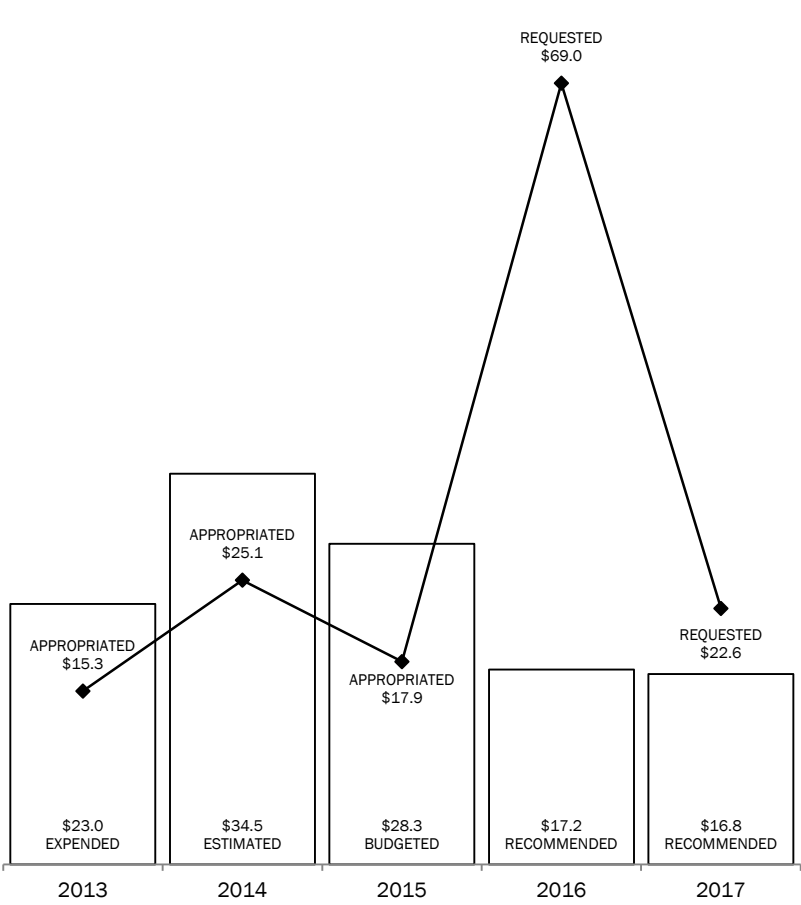 REQUESTED
$69.0
APPROPRIATED
$25.1
APPROPRIATED
$15.3
REQUESTED
$22.6
APPROPRIATED
$17.9
$23.0
EXPENDED
$34.5
ESTIMATED
$28.3
BUDGETED
$17.2
RECOMMENDED
$16.8
RECOMMENDED
2013
2014
2015
2016
2017